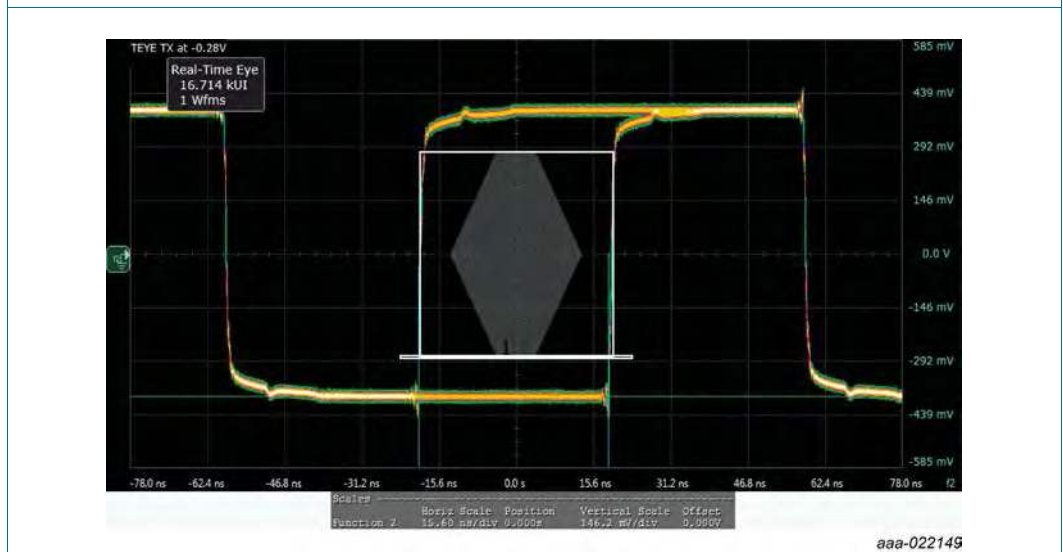 TEYE TX at -0.28V
585 mV
Real-Time Eye
16.714 kUI
1 Wfms
439 mV
292 mV
146 mV
0.0 V
-146 mV
-292 mV
-439 mV
-585 mV
-78.0 ns -62.4 ns -46.8 ns -31.2 ns -15.6 ns 0.0 s 15.6 ns 31.2 ns 46.8 ns 62.4 ns 78.0 ns f2
Scales
Horiz Scale Position Vertical Scale Offset
Function 2 15.60 ns/div 0.000s 146.2 mV/div 0.000V
aaa-022149